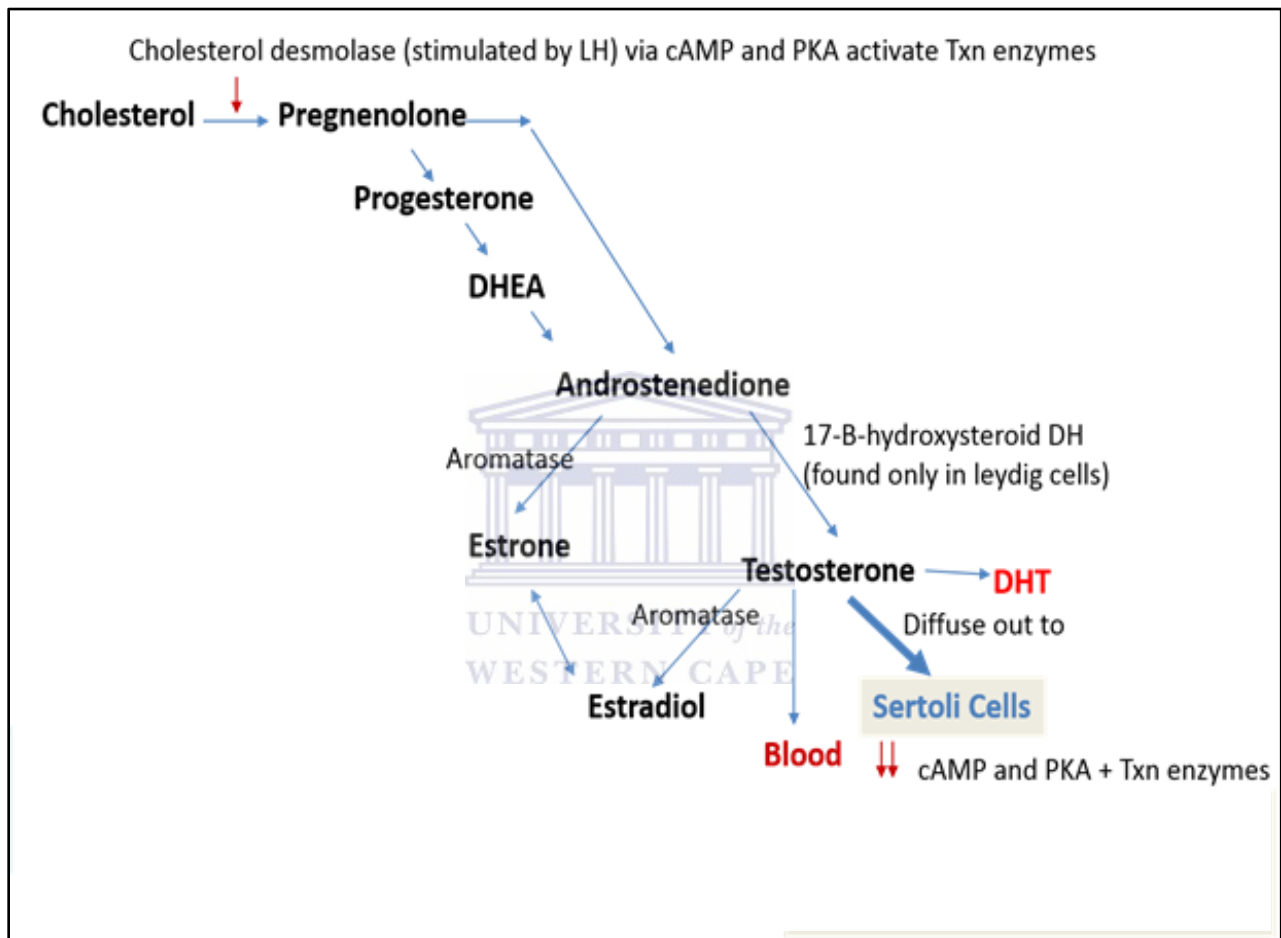 Cholesterol desmolase (stimulated by LH) via cAMP and PKA activate Txn enzymes
Cholesterol
Pregnenolone
Progesterone
DHEA
Androstenedione
17-B-hydroxysteroid DH
(found only in leydig cells)
Aromatase
Estrone
Testosterone
DHT
Aromatase
Diffuse out to
UNIVERSITY of the
WESTERN CAPE
Estradiol
Sertoli Cells
Blood
cAMP and PKA + Txn enzymes